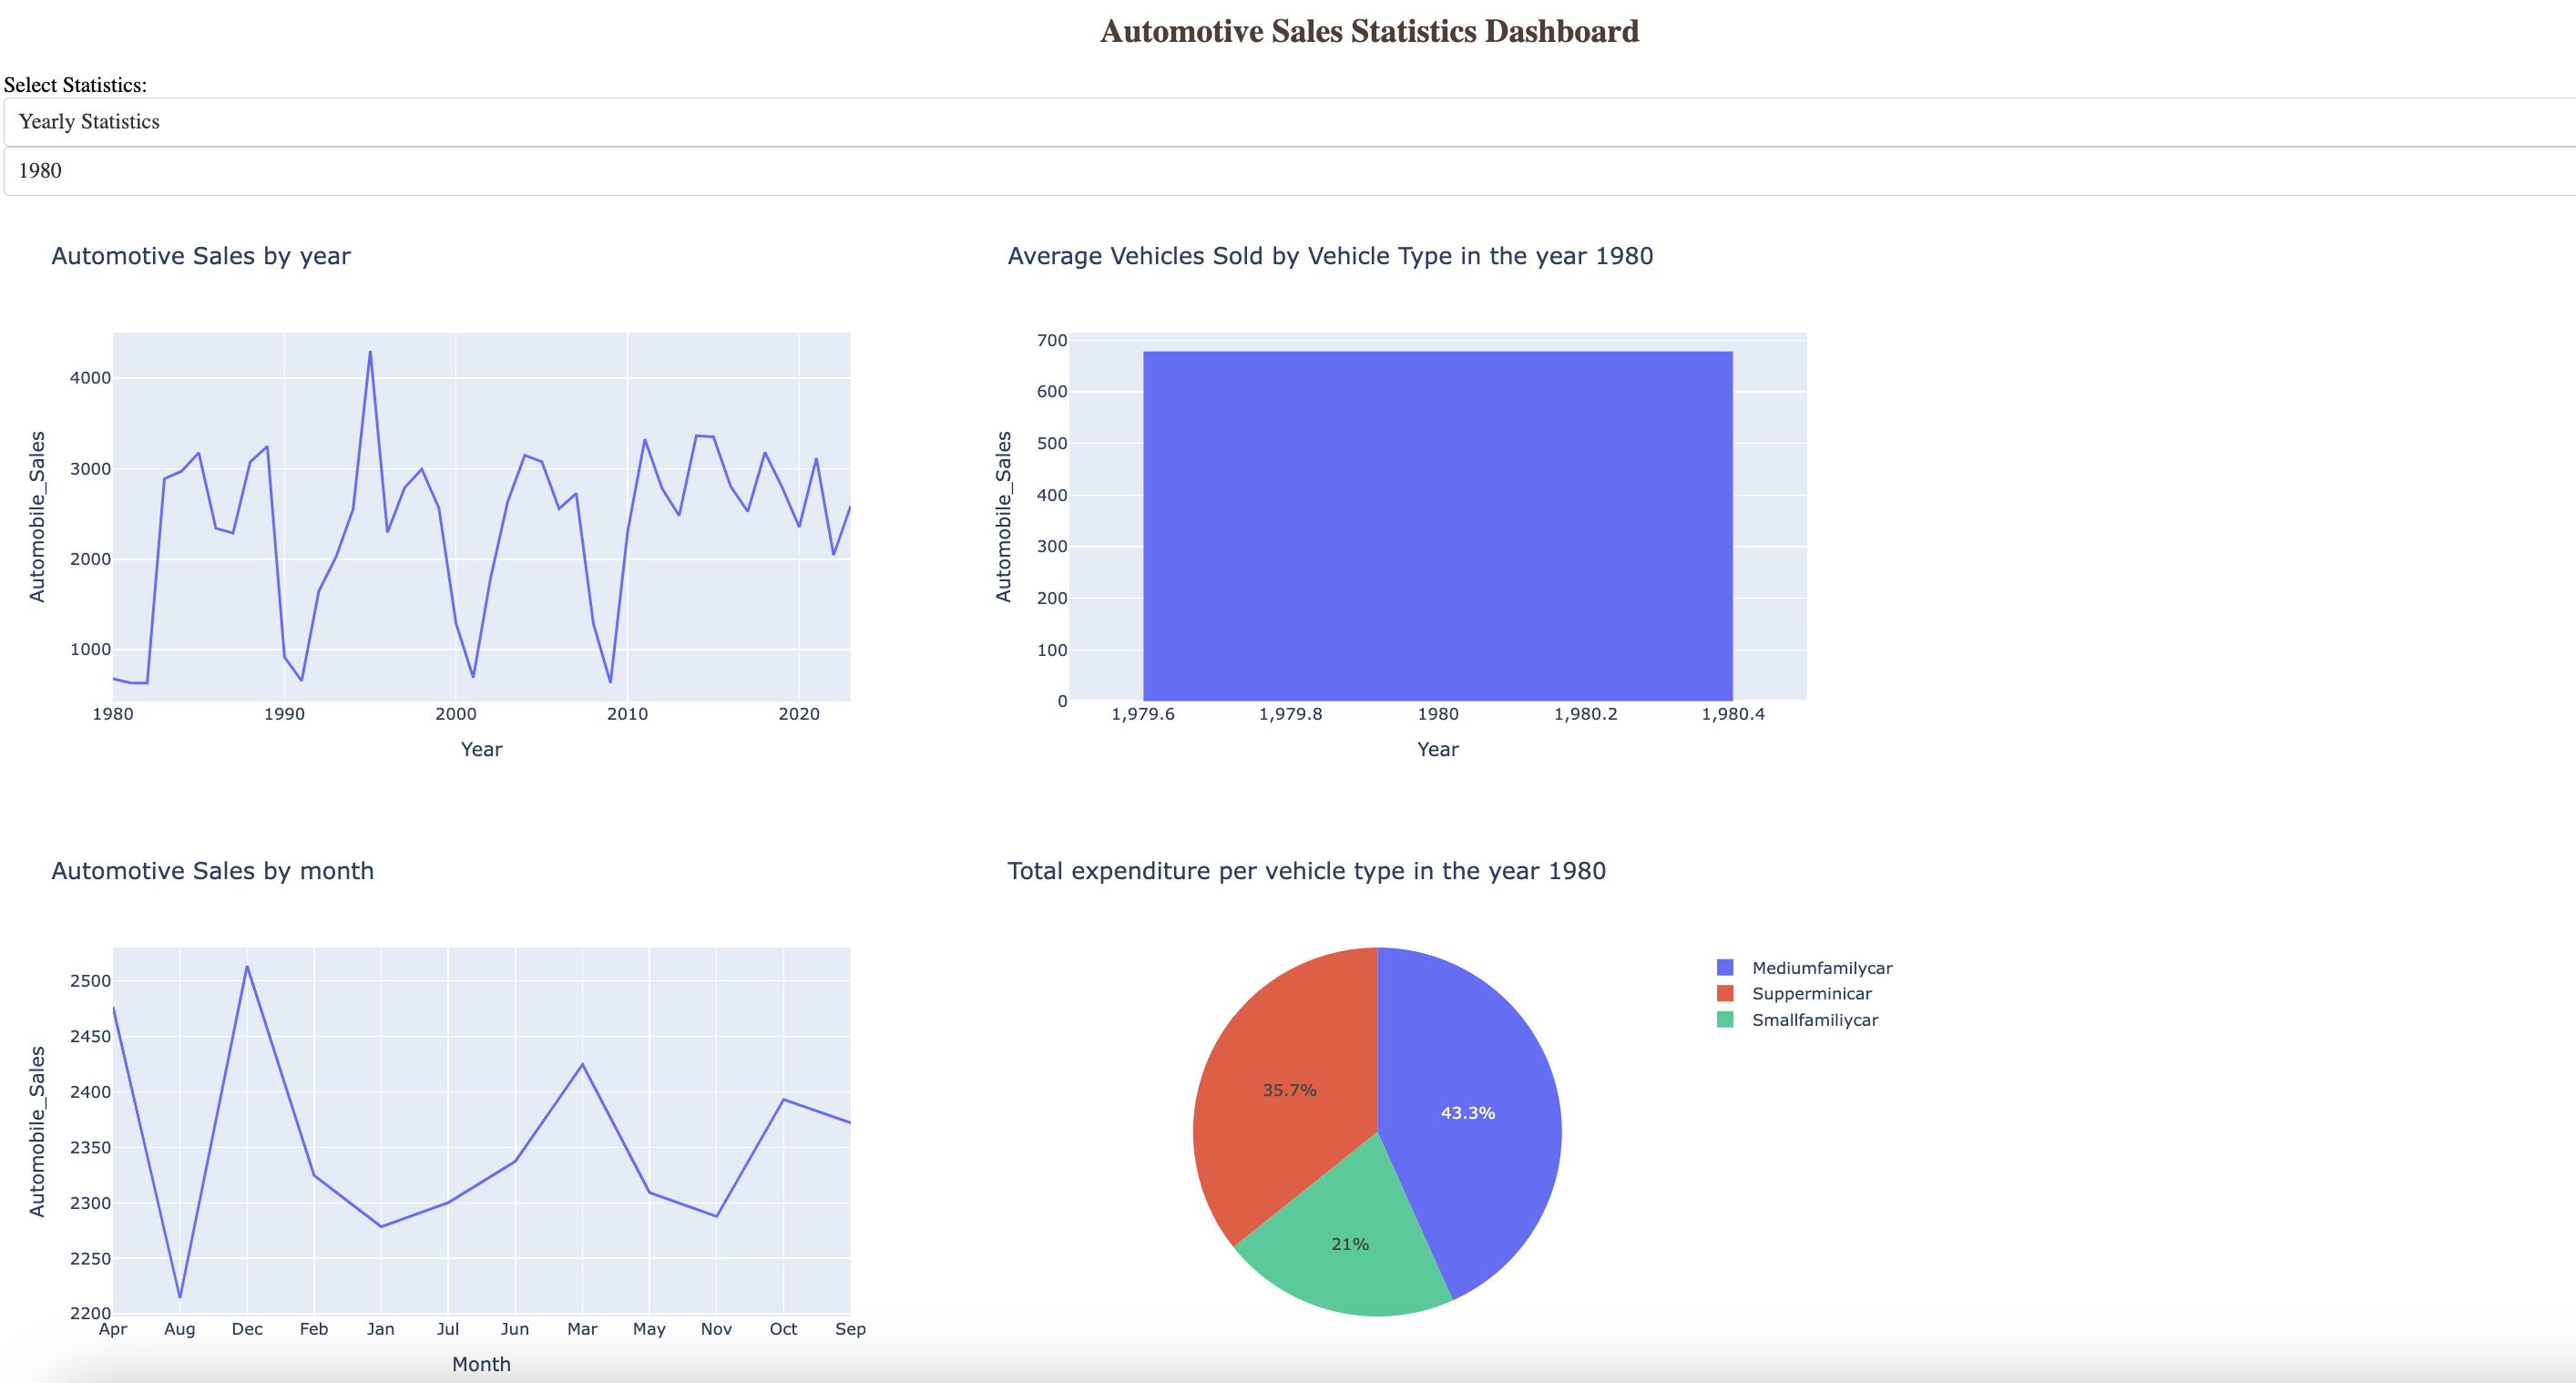 Automotive Sales Statistics Dashboard
Select Statistics:
Yearly Statistics
1980
Automotive Sales by year
4000
3000
2000
1000
Automobile_Sales
1980 1990 2000 2010 2020
Year
Average Vehicles Sold by Vehicle Type in the year 1980
700
600
500
400
300
200
100
0
Automobile_Sales
1,979.6 1,979.8 1980 1,980.2 1,980.4
Year
Automotive Sales by month
2500
2450
2400
2350
2300
2250
2200
Automobile_Sales
Apr Aug Dec Feb Jan Jul Jun Mar May Nov Oct Sep
Month
Total expenditure per vehicle type in the year 1980
35.7%
43.3%
21%
Mediumfamilycar
Supperminicar
Smallfamiliycar